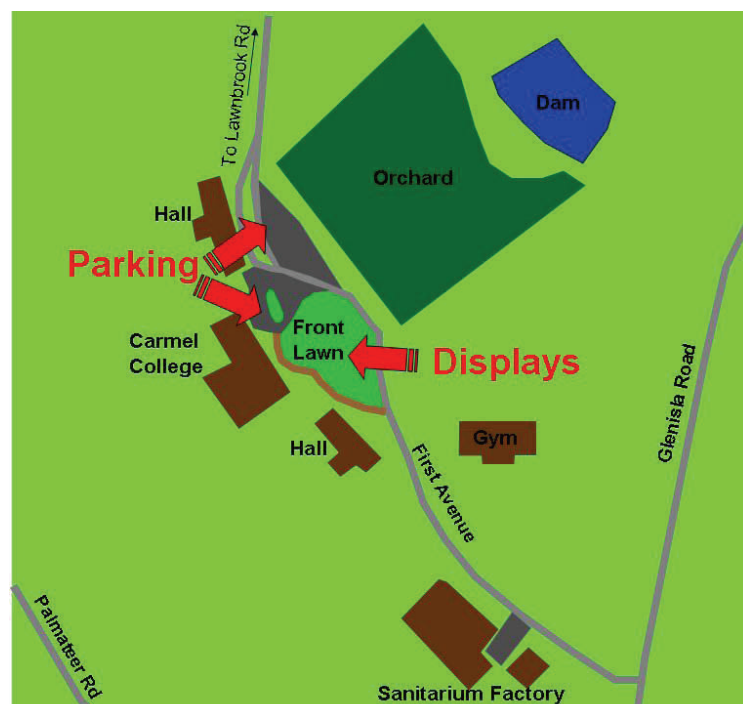 To Lawnbrook Rd
Dam
Orchard
Hall
Parking
Front
Lawn
Carmel
College
Displays
Glenisla Road
Hall
Gym
First Avenue
Palmateer Rd
Sanitarium Factory